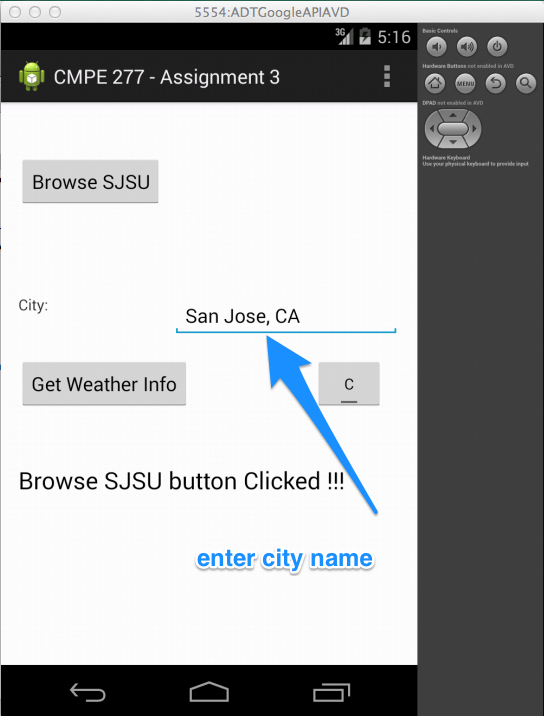 5554:ADTGoogleAPIAVD
3G 5:16
CMPE 277 - Assignment 3
Browse SJSU
City:
San Jose, CA
Get Weather Info
C
Browse SJSU button Clicked !!!
enter city name
Basic Controls
Hardware Buttons not enabled in AVD
MENU
DPAD not enabled in AVD
Hardware Keyboard
Use your physical keyboard to provide input